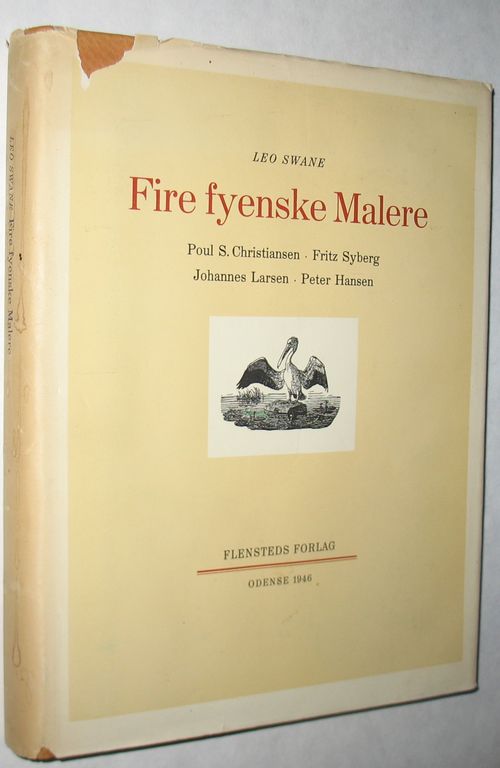 LEO SWANE
Fire fyenske Malere
Poul S. Christiansen · Fritz Syberg
Johannes Larsen · Peter Hansen
FLENSTEDS FORLAG
ODENSE 1946
LEO SWANE Fire fyenske Malere